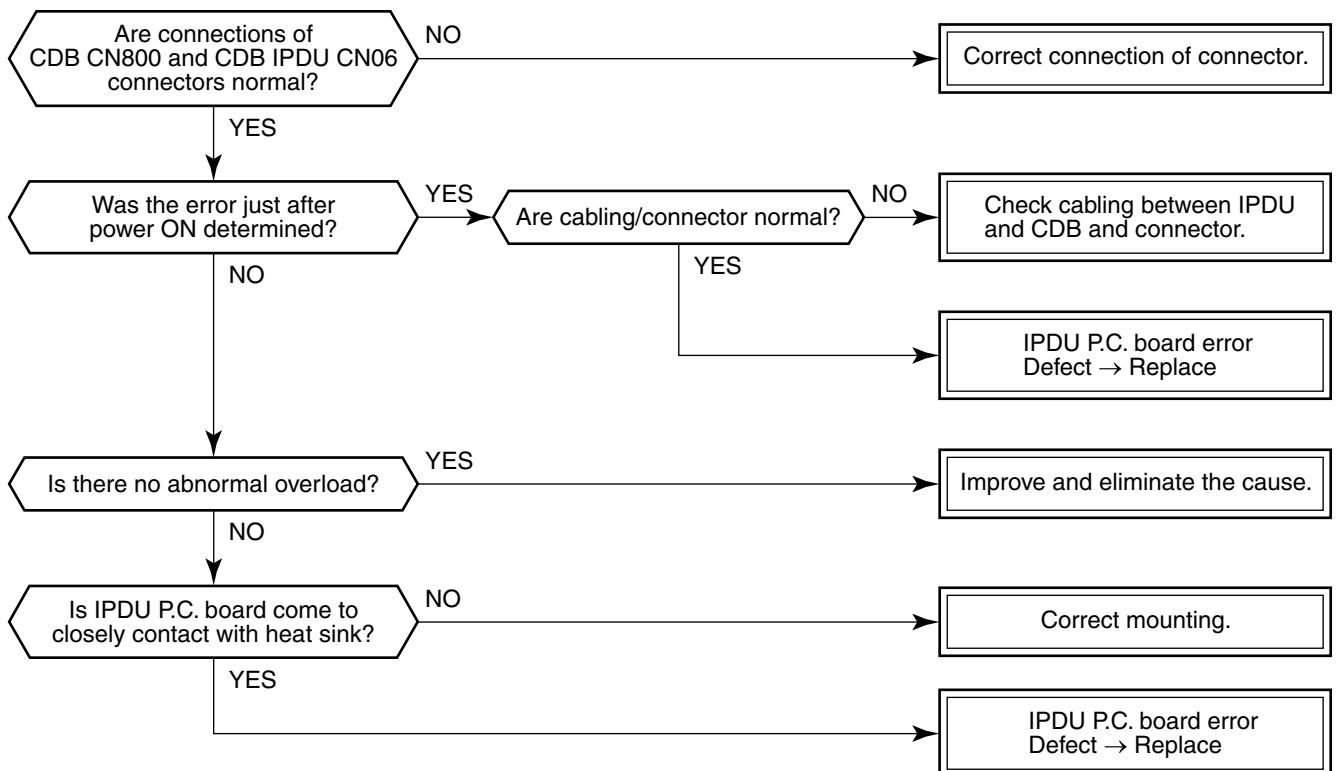 Are connections of
CDB CN800 and CDB IPDU CN06
connectors normal?
NO
Correct connection of connector.
YES
Was the error just after
power ON determined?
YES
Are cabling/connector normal?
NO
Check cabling between IPDU
and CDB and connector.
NO
YES
IPDU P.C. board error
Defect → Replace
Is there no abnormal overload?
YES
Improve and eliminate the cause.
NO
Is IPDU P.C. board come to
closely contact with heat sink?
NO
Correct mounting.
YES
IPDU P.C. board error
Defect → Replace